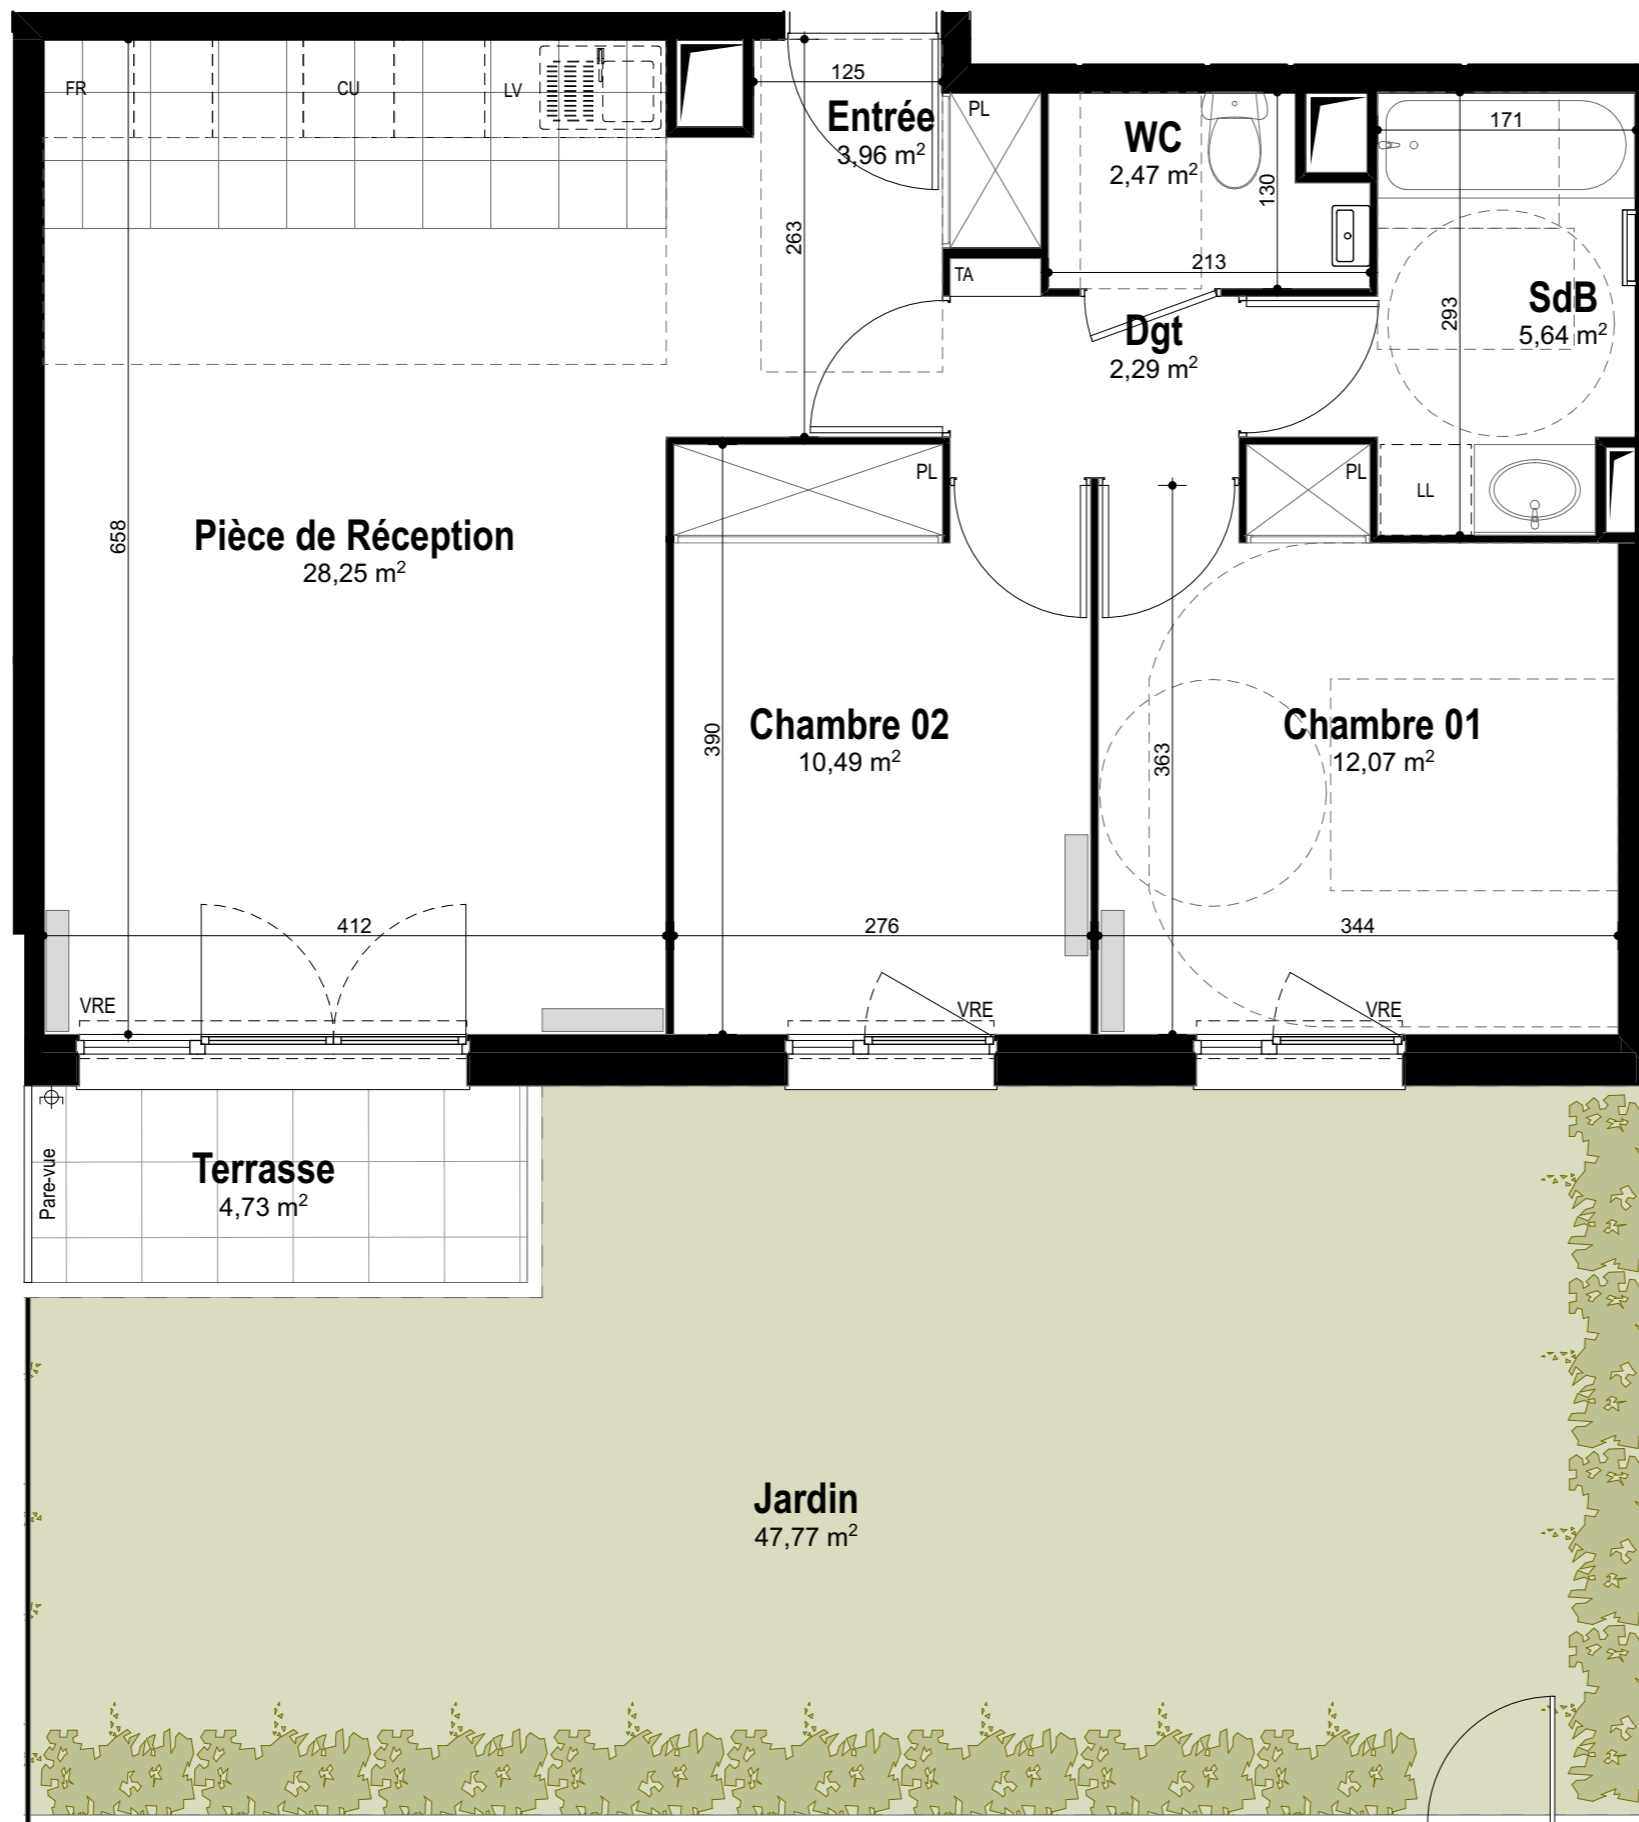 FR
CU
LV
125
Entrée
3,96 m²
PL
WC
2,47 m²
130
171
263
213
TA
Dgt
2,29 m²
293
SdB
5,64 m²
PL
PL
LL
658
Pièce de Réception
28,25 m²
390
Chambre 02
10,49 m²
363
Chambre 01
12,07 m²
412
276
344
VRE
VRE
VRE
Pare-vue
Terrasse
4,73 m²
Jardin
47,77 m²